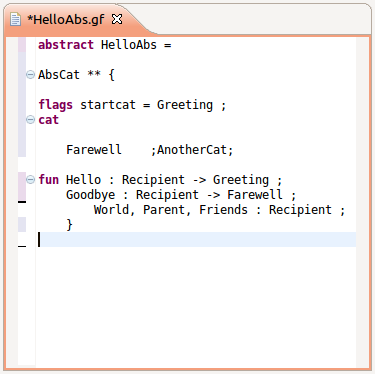 *HelloAbs.gf
abstract HelloAbs =
AbsCat ** {
flags startcat = Greeting ;
cat
Farewell    ;AnotherCat;
fun Hello : Recipient -> Greeting ;
Goodbye : Recipient -> Farewell ;
World, Parent, Friends : Recipient ;
}